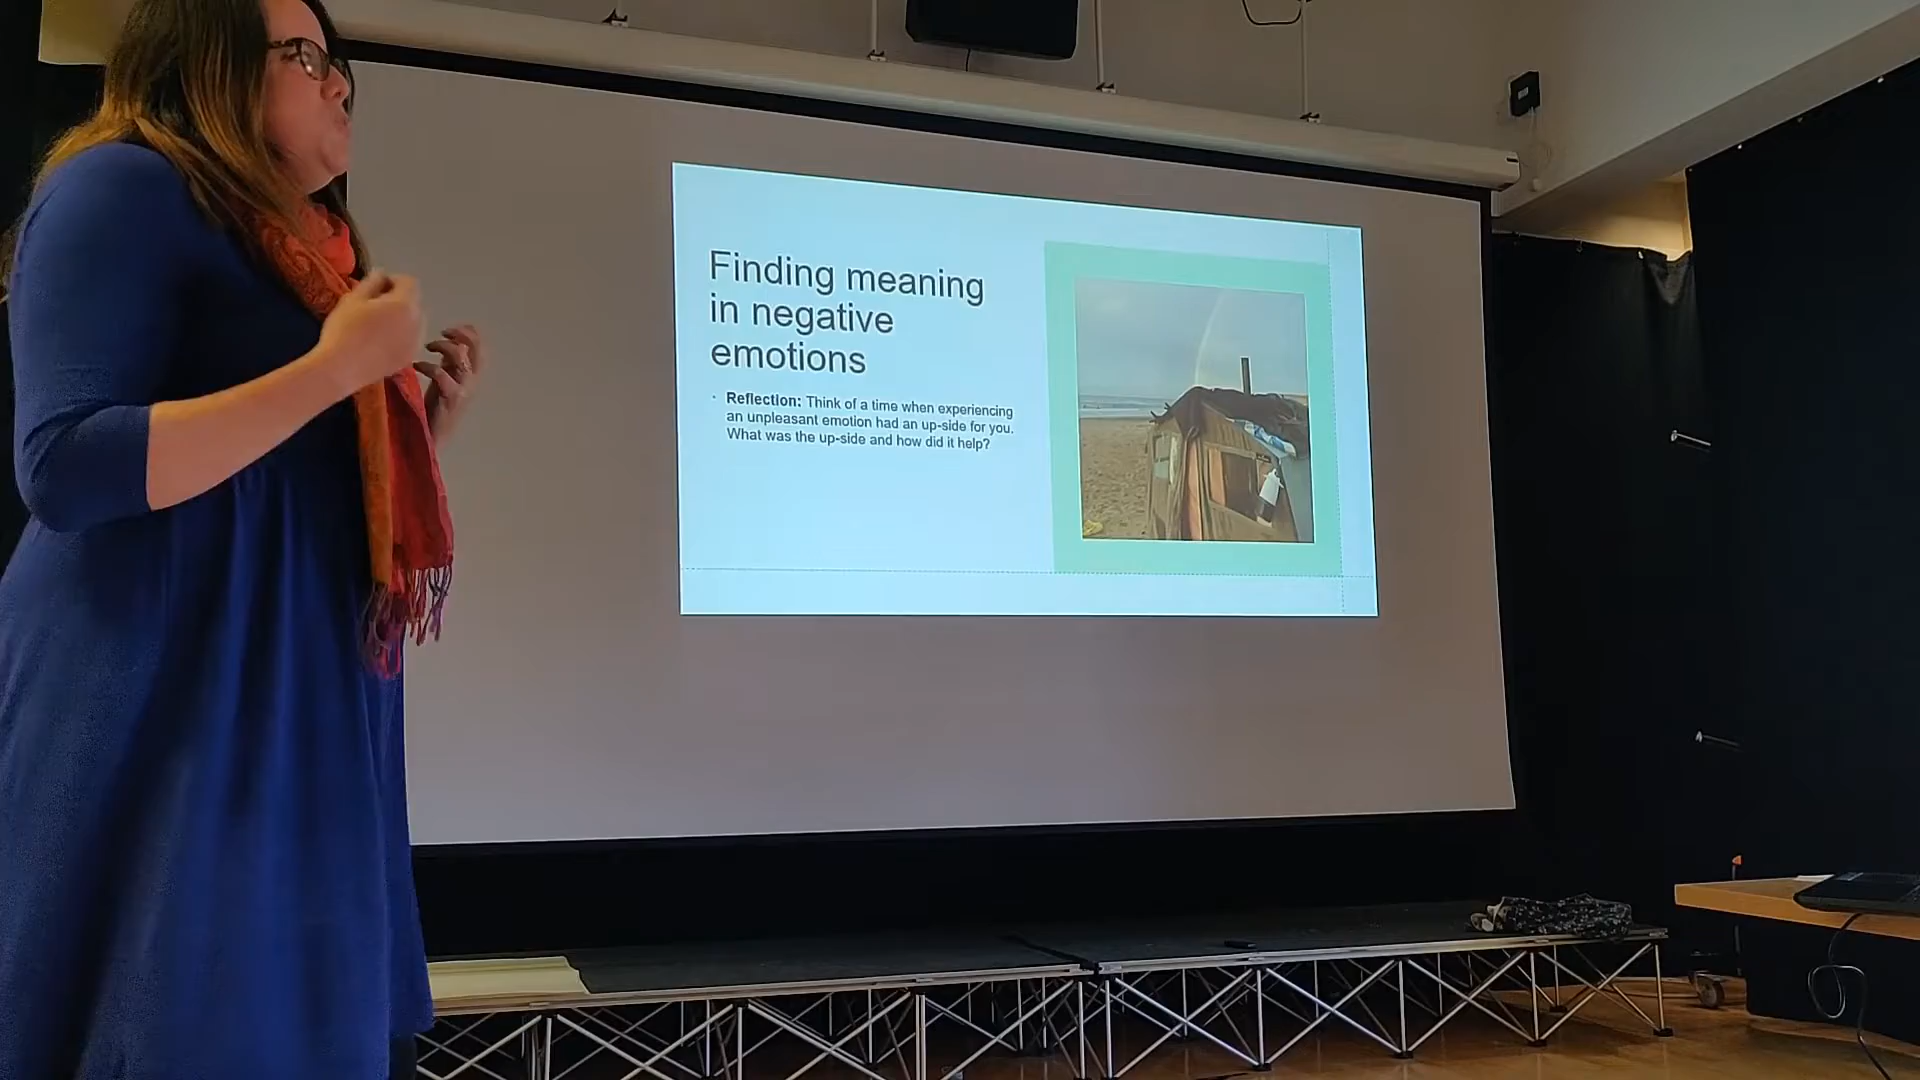 Finding meaning
in negative
emotions
· Reflection: Think of a time when experiencing
an unpleasant emotion had an up-side for you.
What was the up-side and how did it help?